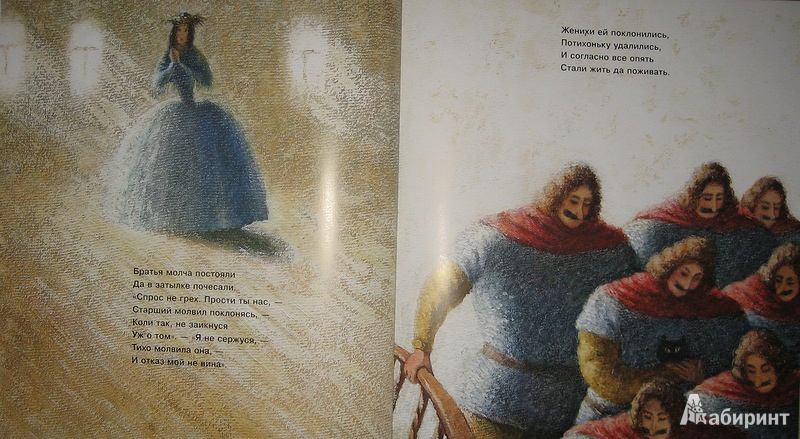 Братья молча постояли
Да в затылке почесали.
«Спрос не грех. Прости ты нас, —
Старший молвил поклонясь, —
Коли так, не заикнуся
Уж о том». — «Я не сержуся, —
Тихо молвила она, —
И отказ мой не вина».
Женихи ей поклонились,
Потихоньку удалились,
И согласно все опять
Стали жить да поживать.
Лабиринт